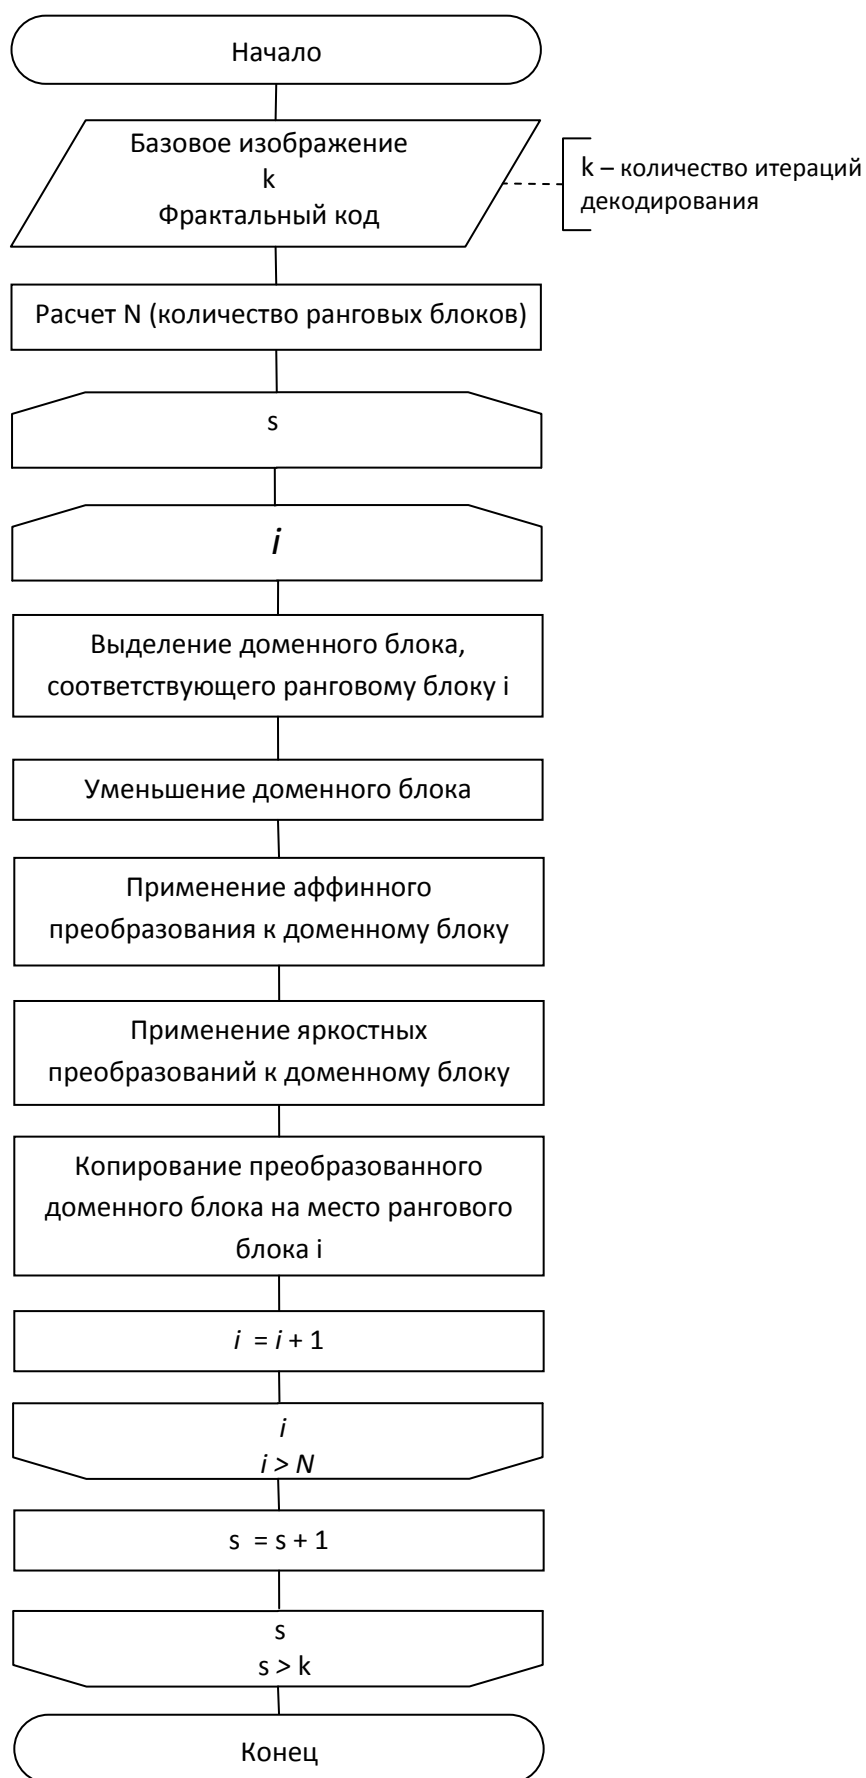 Начало
Базовое изображение
k
Фрактальный код
k – количество итераций
декодирования
Расчет N (количество ранговых блоков)
s
i
Выделение доменного блока,
соответствующего ранговому блоку i
Уменьшение доменного блока
Применение аффинного
преобразования к доменному блоку
Применение яркостных
преобразований к доменному блоку
Копирование преобразованного
доменного блока на место рангового
блока i
i = i + 1
i
i > N
s = s + 1
s
s > k
Конец